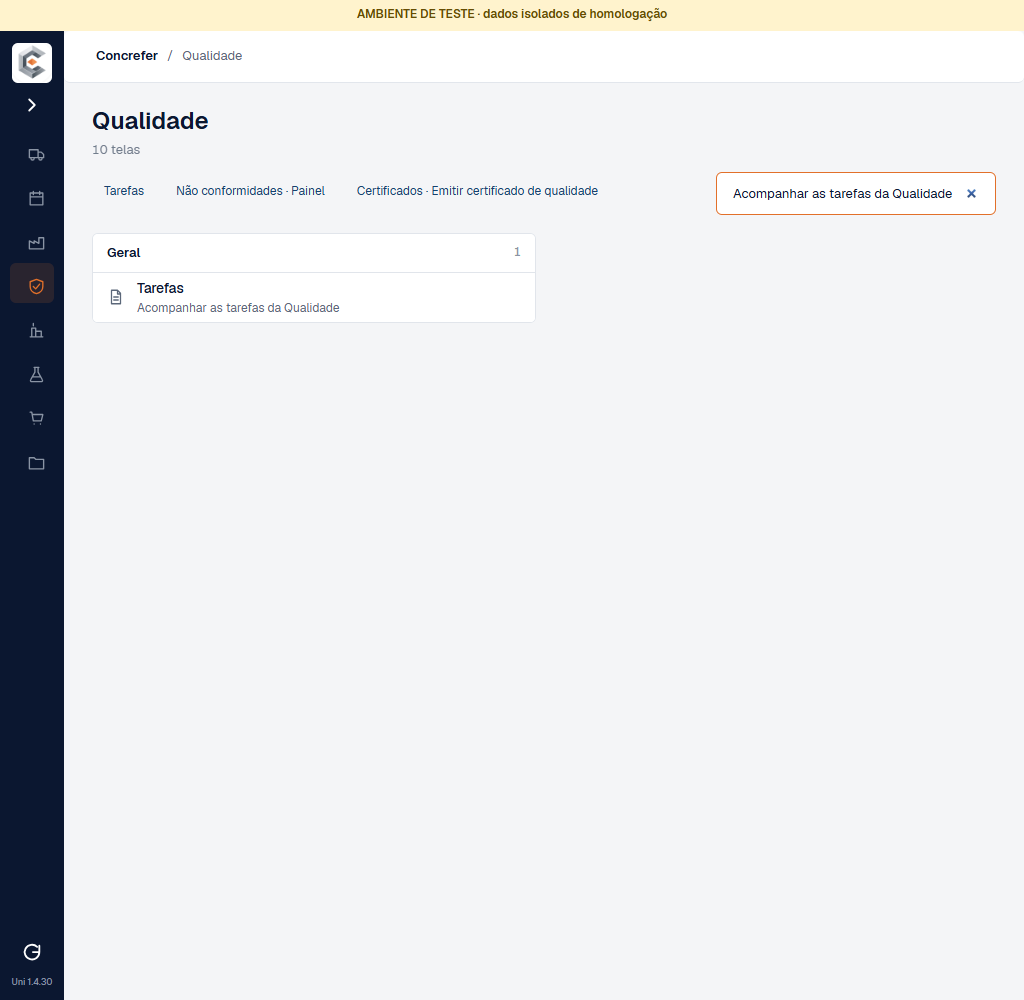 AMBIENTE DE TESTE · dados isolados de homologação
Concrefer / Qualidade
Qualidade
10 telas
Tarefas
Não conformidades · Painel
Certificados · Emitir certificado de qualidade
Acompanhar as tarefas da Qualidade
Geral
1
Tarefas
Acompanhar as tarefas da Qualidade
Uni 1.4.30